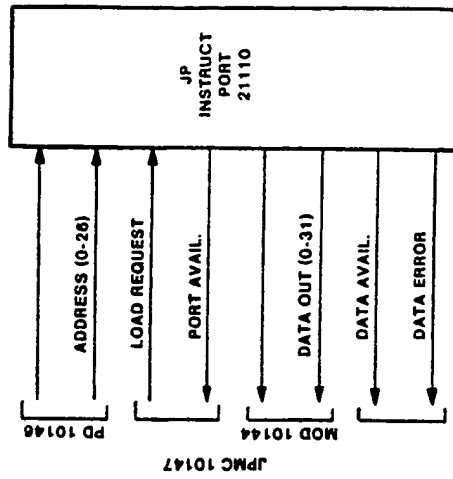 JP
INSTRUCT
PORT
21110
ADDRESS (0-26)
LOAD REQUEST
PORT AVAIL.
DATA OUT (0-31)
DATA AVAIL.
DATA ERROR
PD 10146
MOD 10144
JPMC 10147